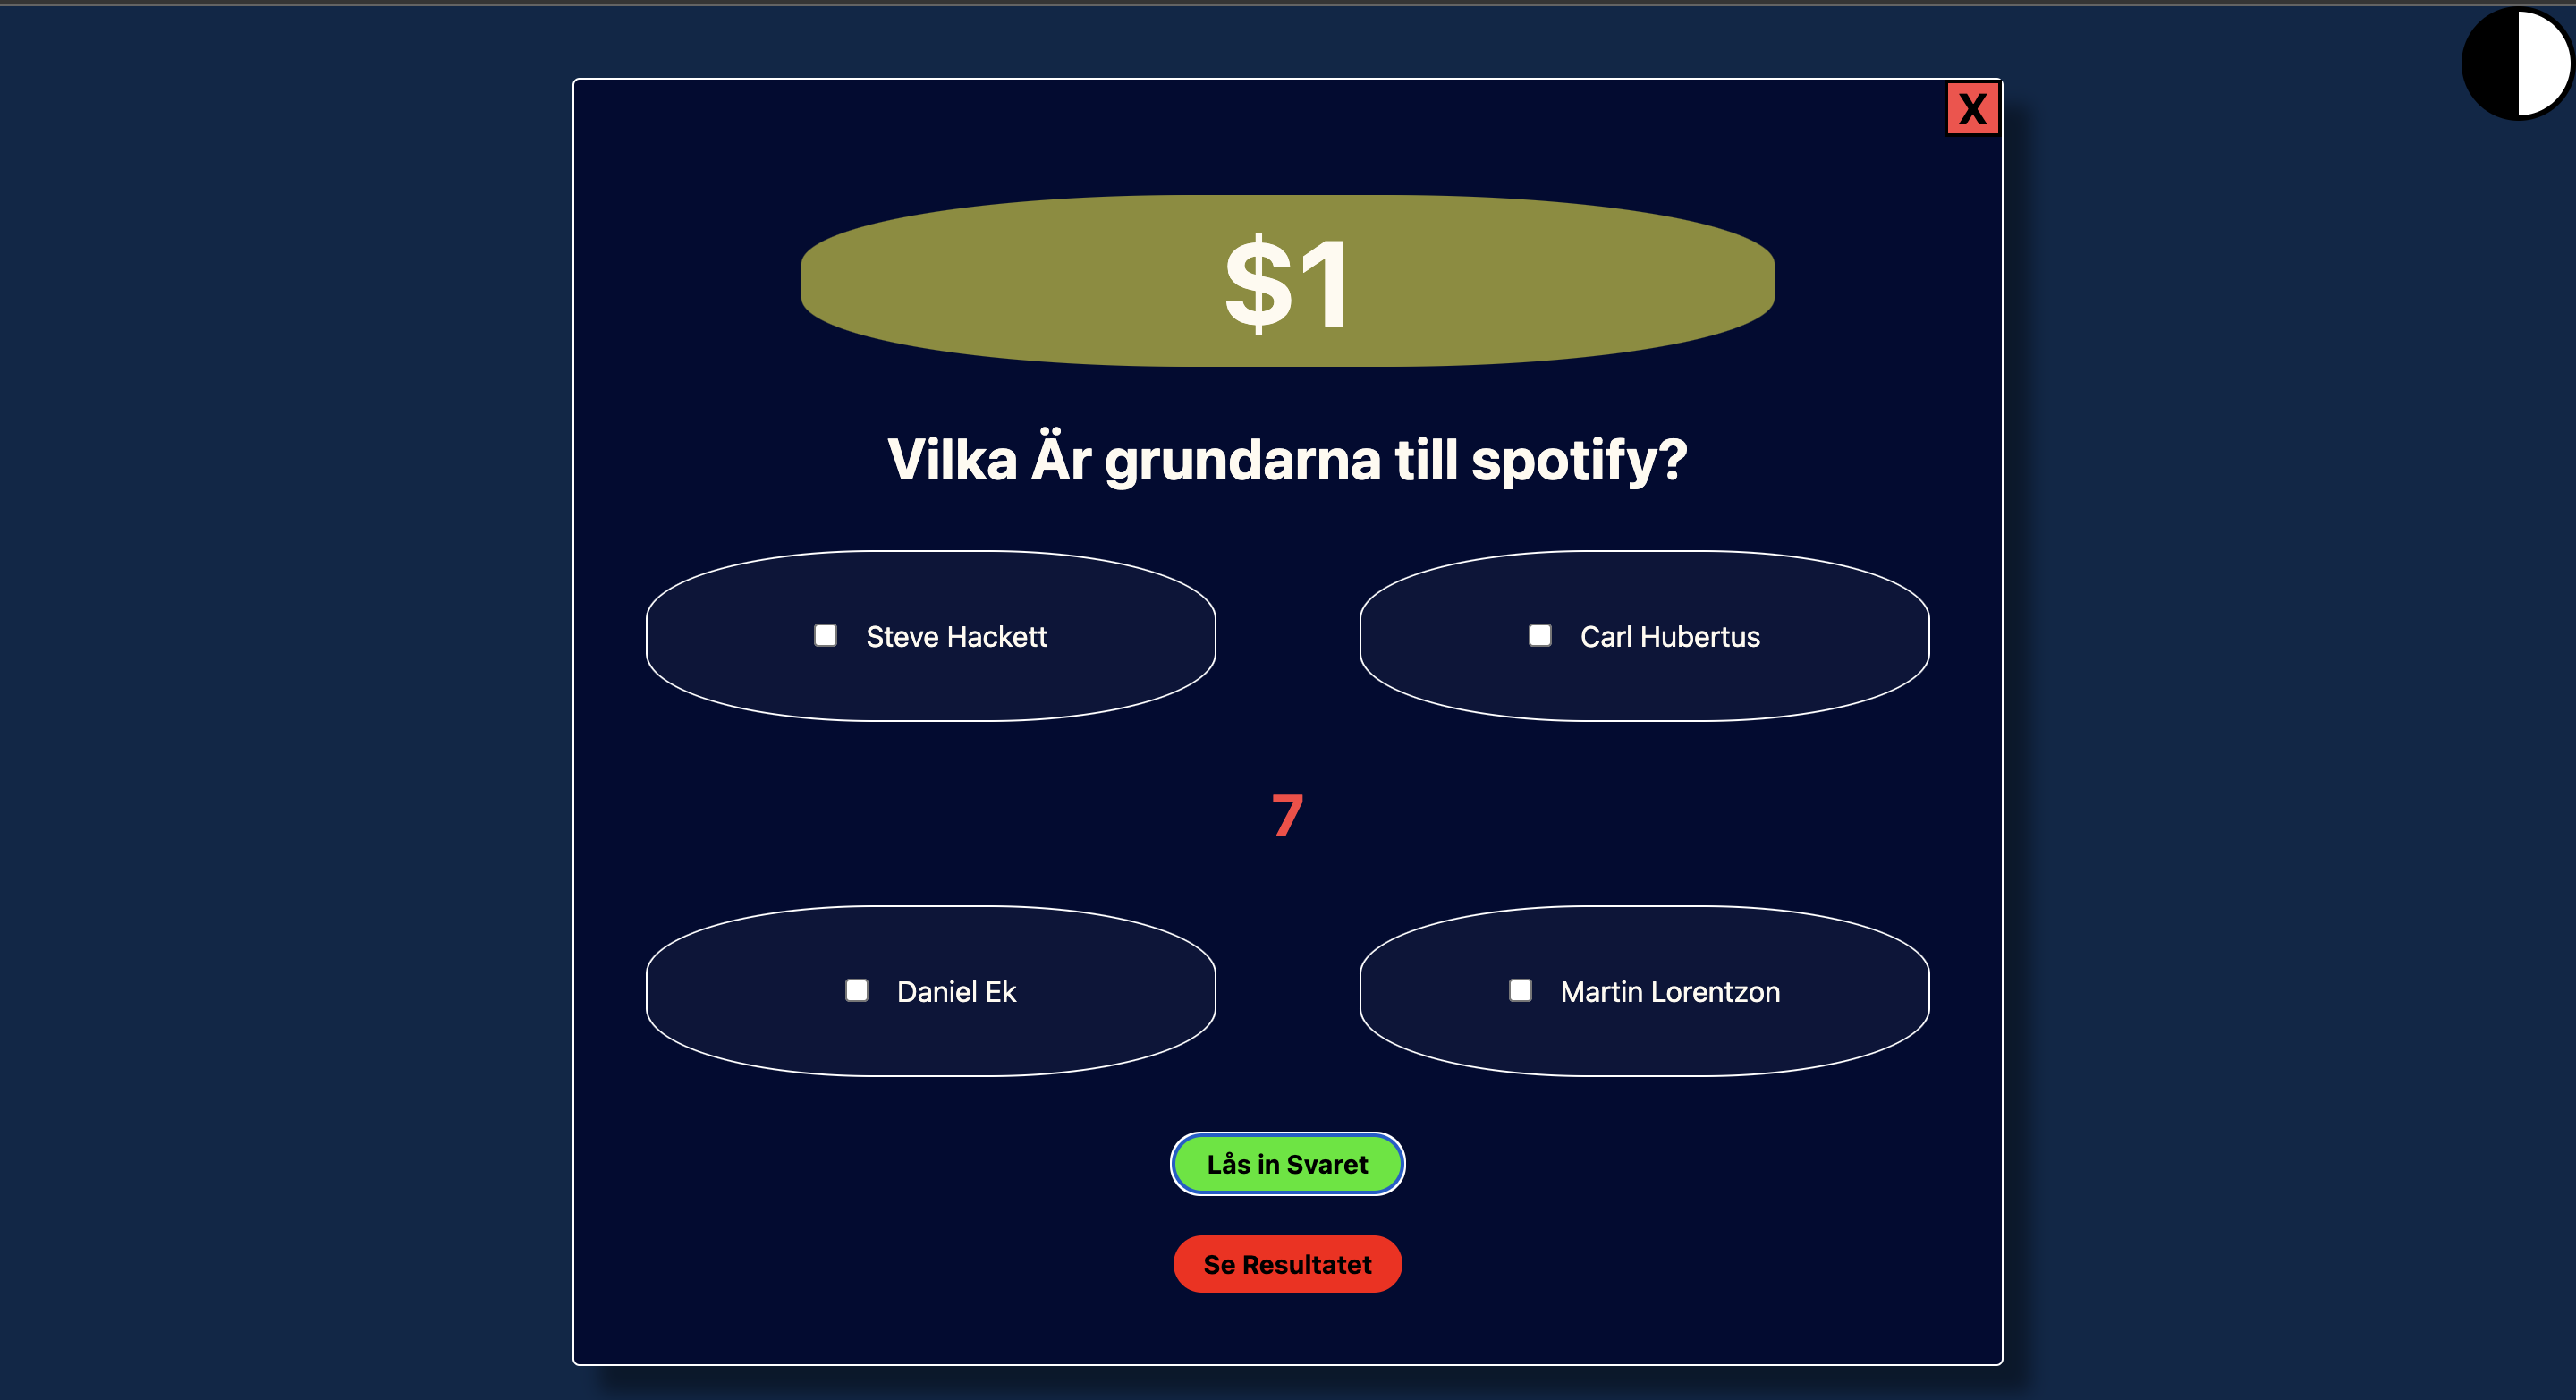 X
$1
Vilka Är grundarna till spotify?
Steve Hackett
Carl Hubertus
7
Daniel Ek
Martin Lorentzon
Lås in Svaret
Se Resultatet